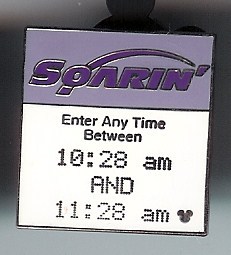 SOARIN'
Enter Any Time
Between
10:28 am
AND
11:28 am